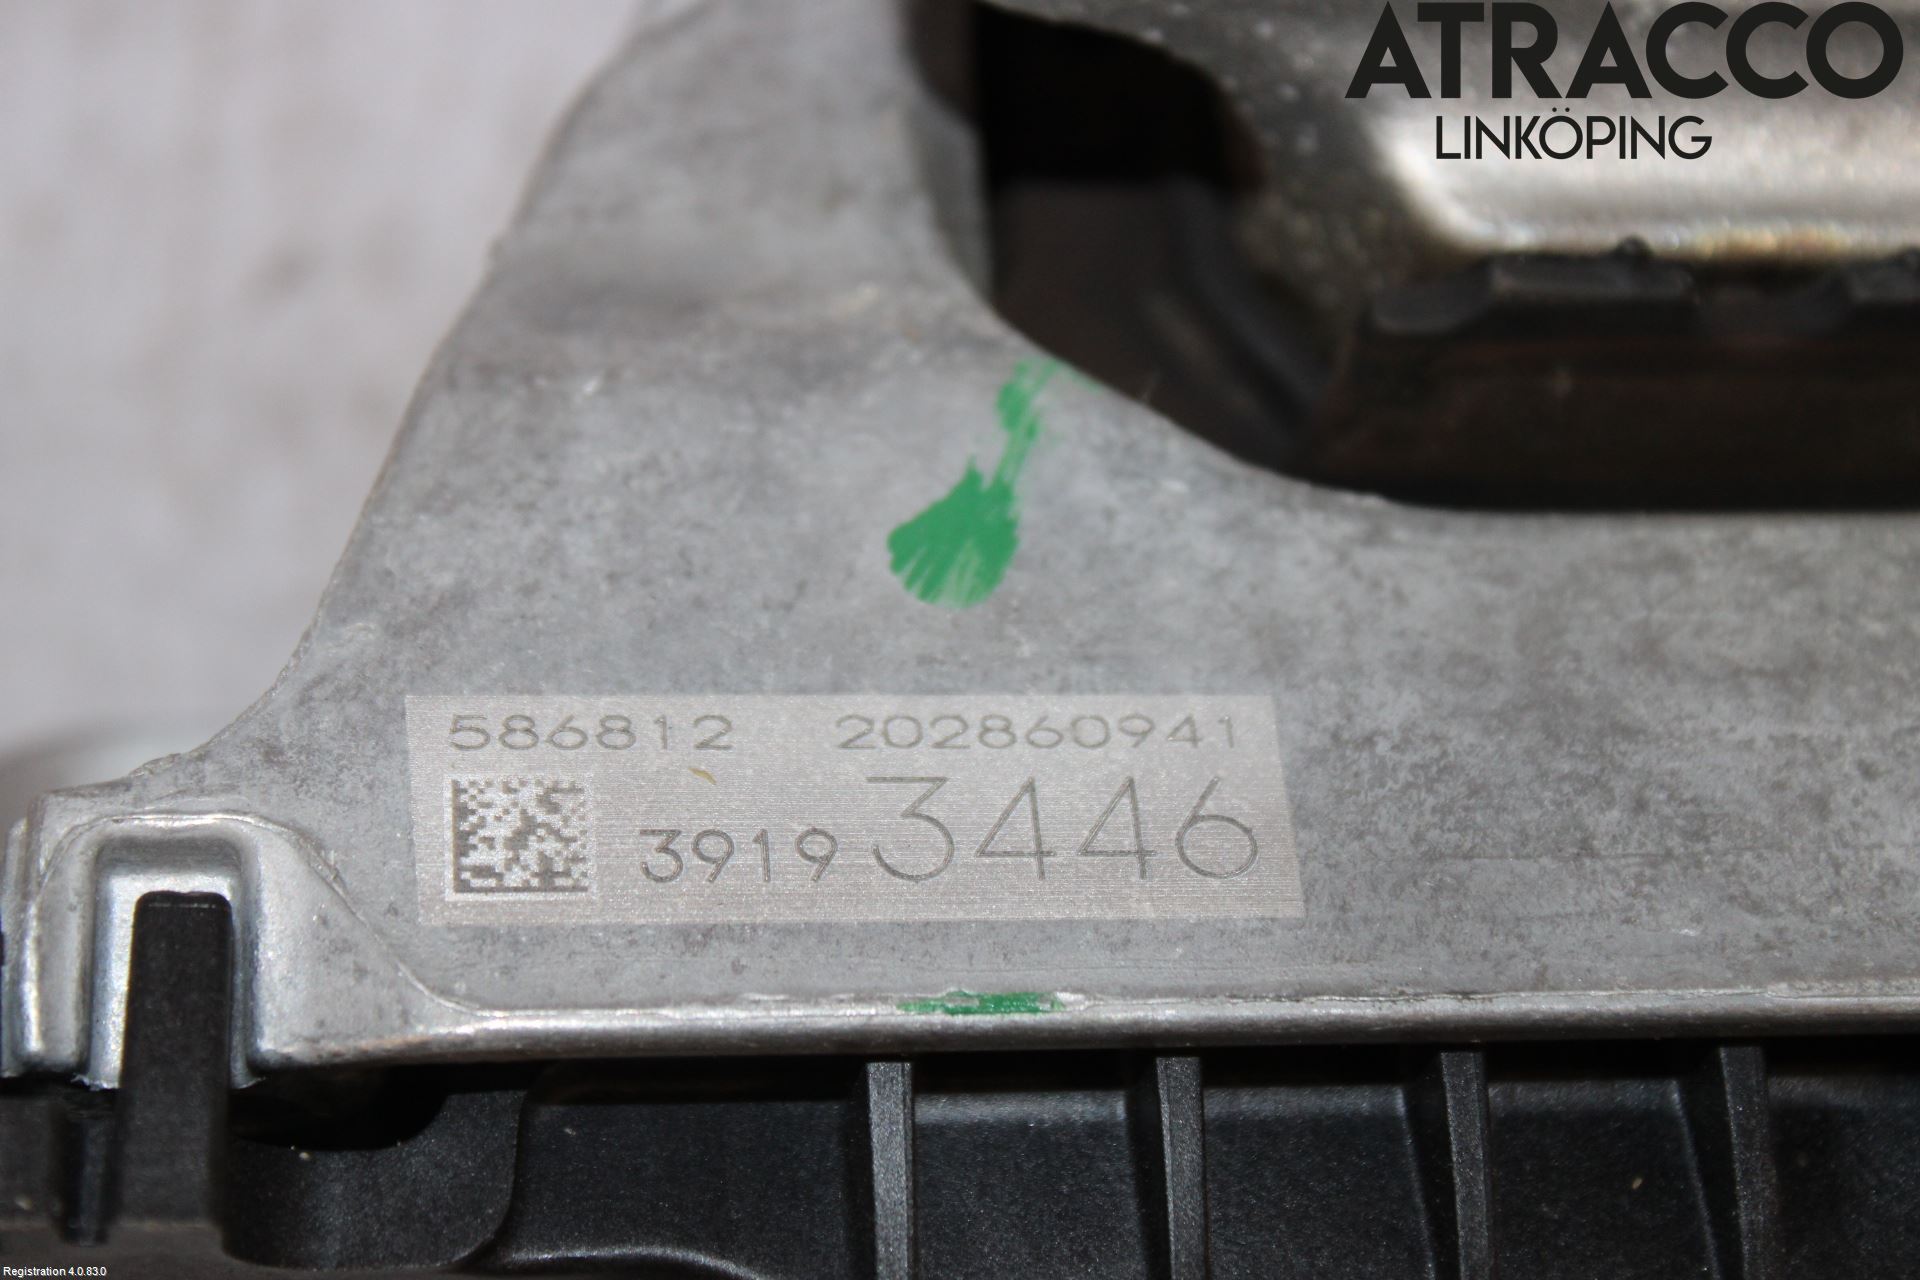 ATRACCO
LINKÖPING
586812 202860941
3919 3446
Registration 4.0.83.0